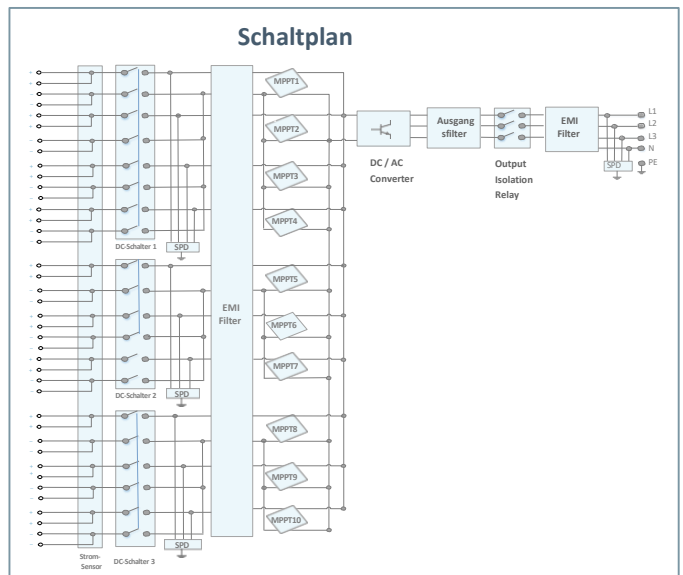 Schaltplan
MPPT1
MPPT2
MPPT3
MPPT4
MPPT5
MPPT6
MPPT7
MPPT8
MPPT9
MPPT10
DC-Schalter 1
SPD
DC-Schalter 2
SPD
DC-Schalter 3
SPD
Strom-
Sensor
EMI
Filter
DC / AC
Converter
Ausgang
sfilter
Output
Isolation
Relay
EMI
Filter
L1
L2
L3
N
PE
SPD